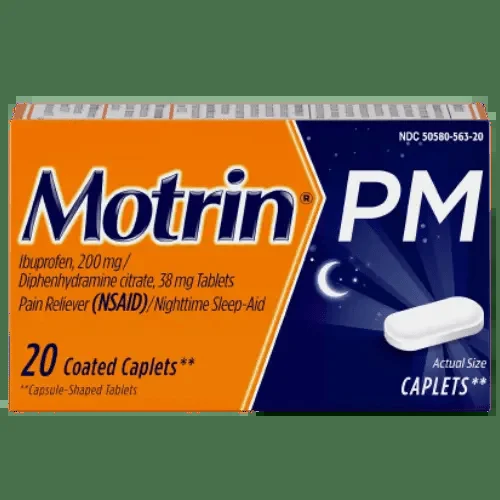 NDC 50580-563-20
Motrin® PM
Ibuprofen, 200 mg/
Diphenhydramine citrate, 38 mg Tablets
Pain Reliever (NSAID)/Nighttime Sleep-Aid
20 Coated Caplets**
**Capsule-Shaped Tablets
Actual Size
CAPLETS**